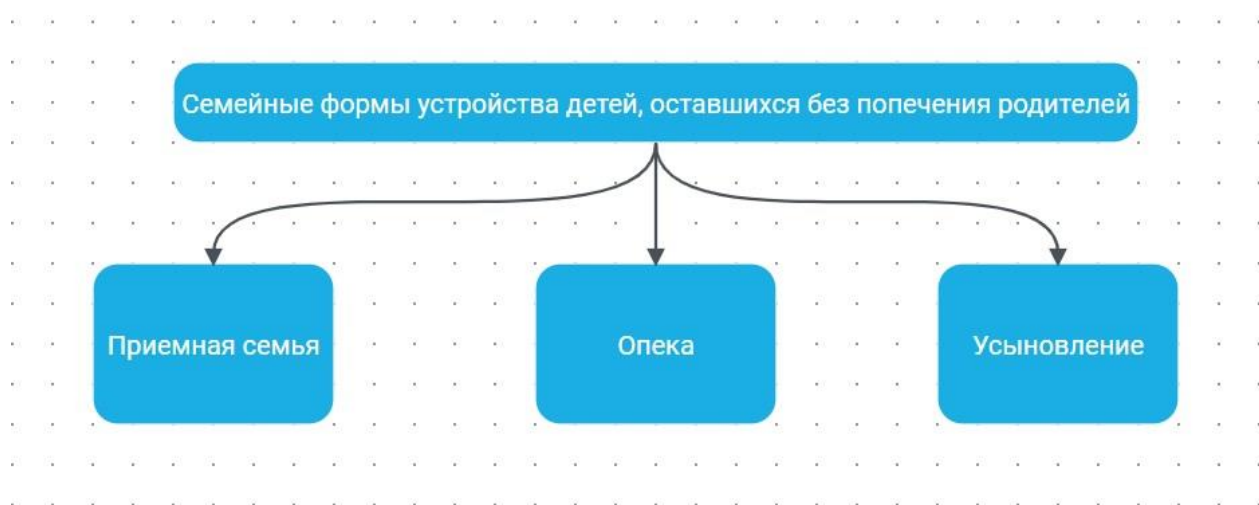 Семейные формы устройства детей, оставшихся без попечения родителей
Приемная семья
Опека
Усыновление